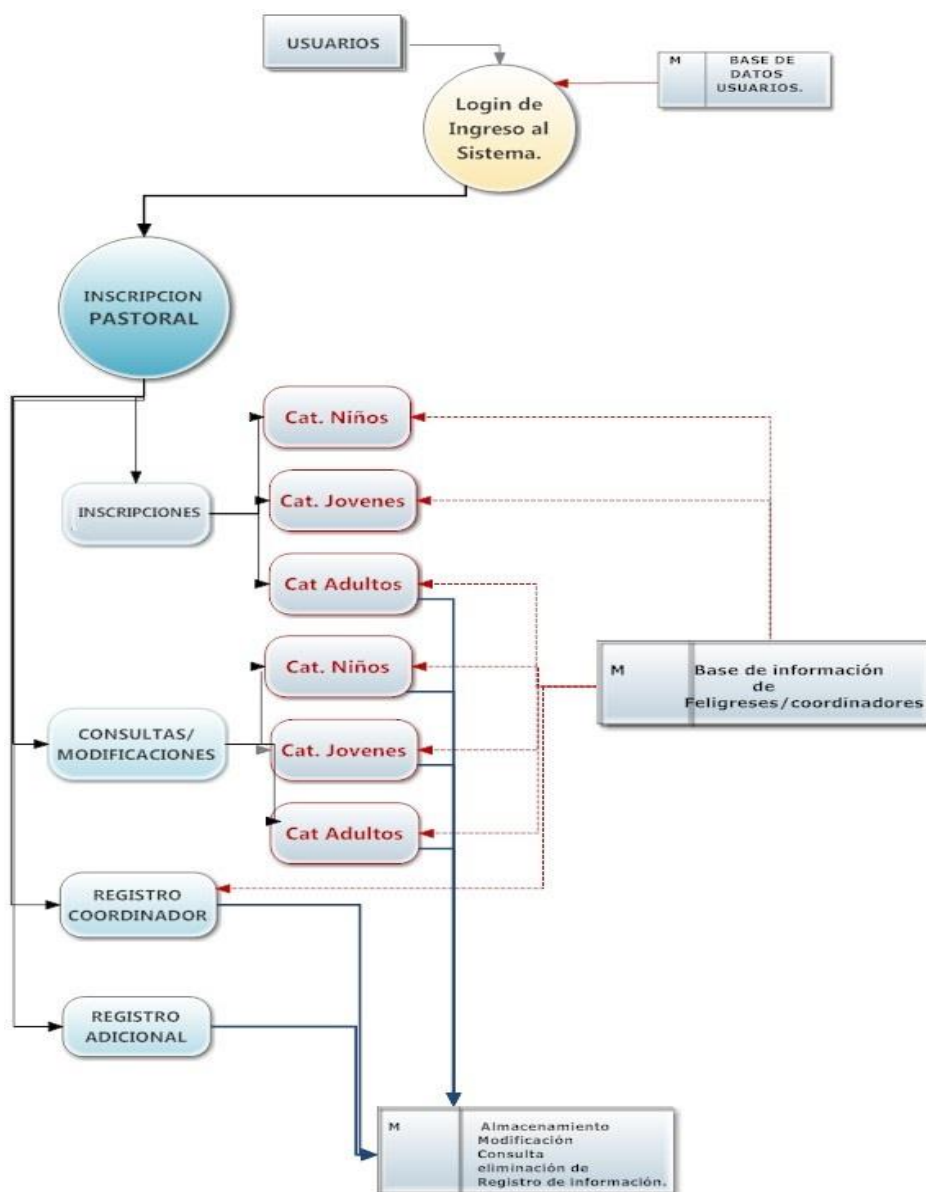 USUARIOS
M
BASE DE
DATOS
USUARIOS.
Login de
Ingreso al
Sistema.
INSCRIPCION
PASTORAL
Cat. Niños
Cat. Jovenes
INSCRIPCIONES
Cat Adultos
Cat. Niños
M
Base de información
de
Feligreses/coordinadores
CONSULTAS/
MODIFICACIONES
Cat. Jovenes
Cat Adultos
REGISTRO
COORDINADOR
REGISTRO
ADICIONAL
M
Almacenamiento
Modificación
Consulta
eliminación de
Registro de información.